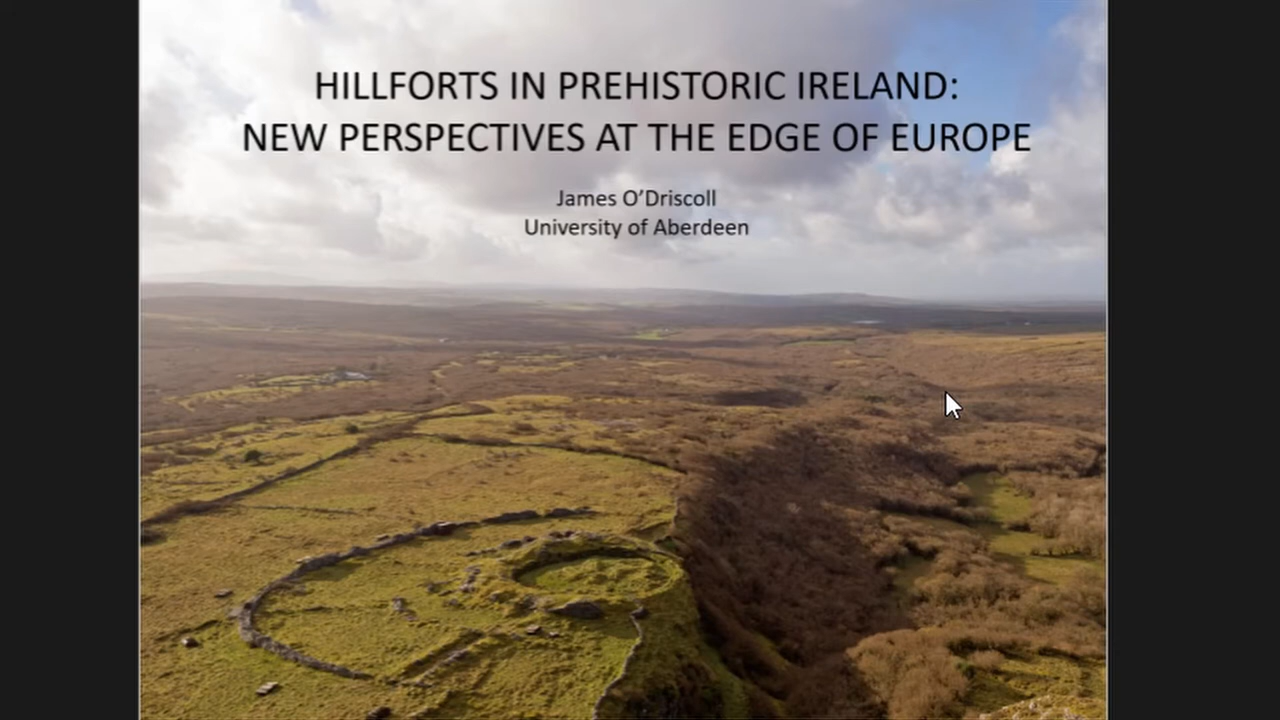 HILLFORTS IN PREHISTORIC IRELAND:
NEW PERSPECTIVES AT THE EDGE OF EUROPE
James O’Driscoll
University of Aberdeen